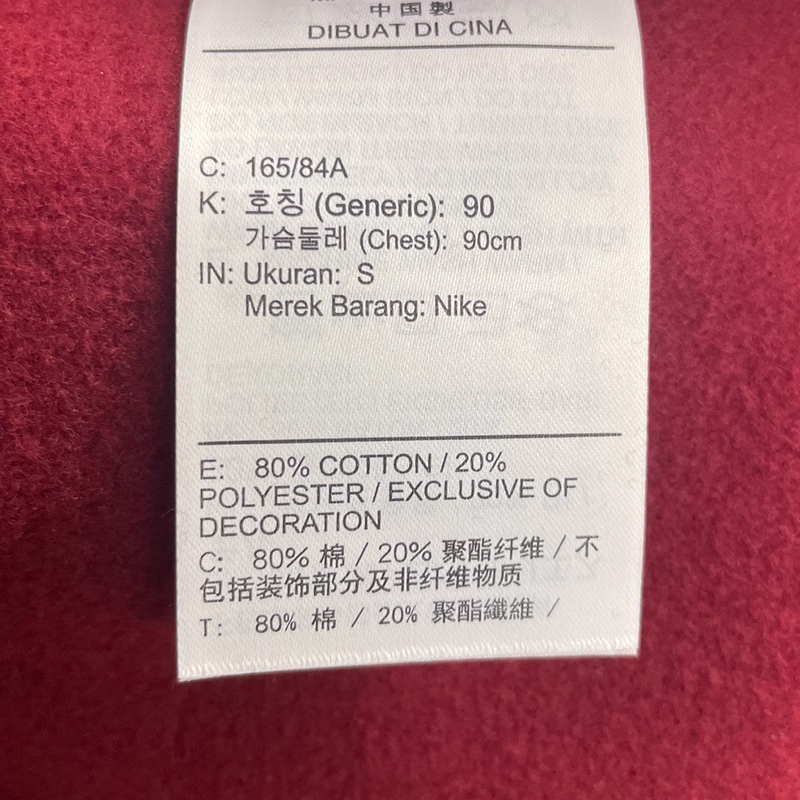 中国製
DIBUAT DI CINA
C: 165/84A
K: 호칭 (Generic): 90
가슴둘레 (Chest): 90cm
IN: Ukuran: S
Merek Barang: Nike
E: 80% COTTON / 20%
POLYESTER / EXCLUSIVE OF
DECORATION
C: 80% 棉 / 20% 聚酯纤维 / 不
包括装饰部分及非纤维物质
T: 80% 棉 / 20% 聚酯纖維 /